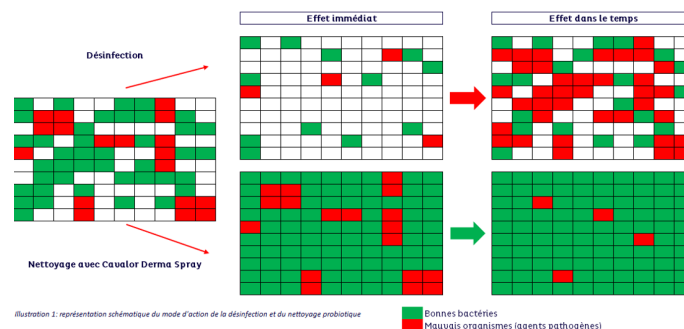 Effet immédiat
Effet dans le temps
Désinfection
Nettoyage avec Cavalor Derma Spray
Illustration 1: représentation schématique du mode d'action de la désinfection et du nettoyage probiotique
Bonnes bactéries
Mauvais organismes (agents pathogènes)